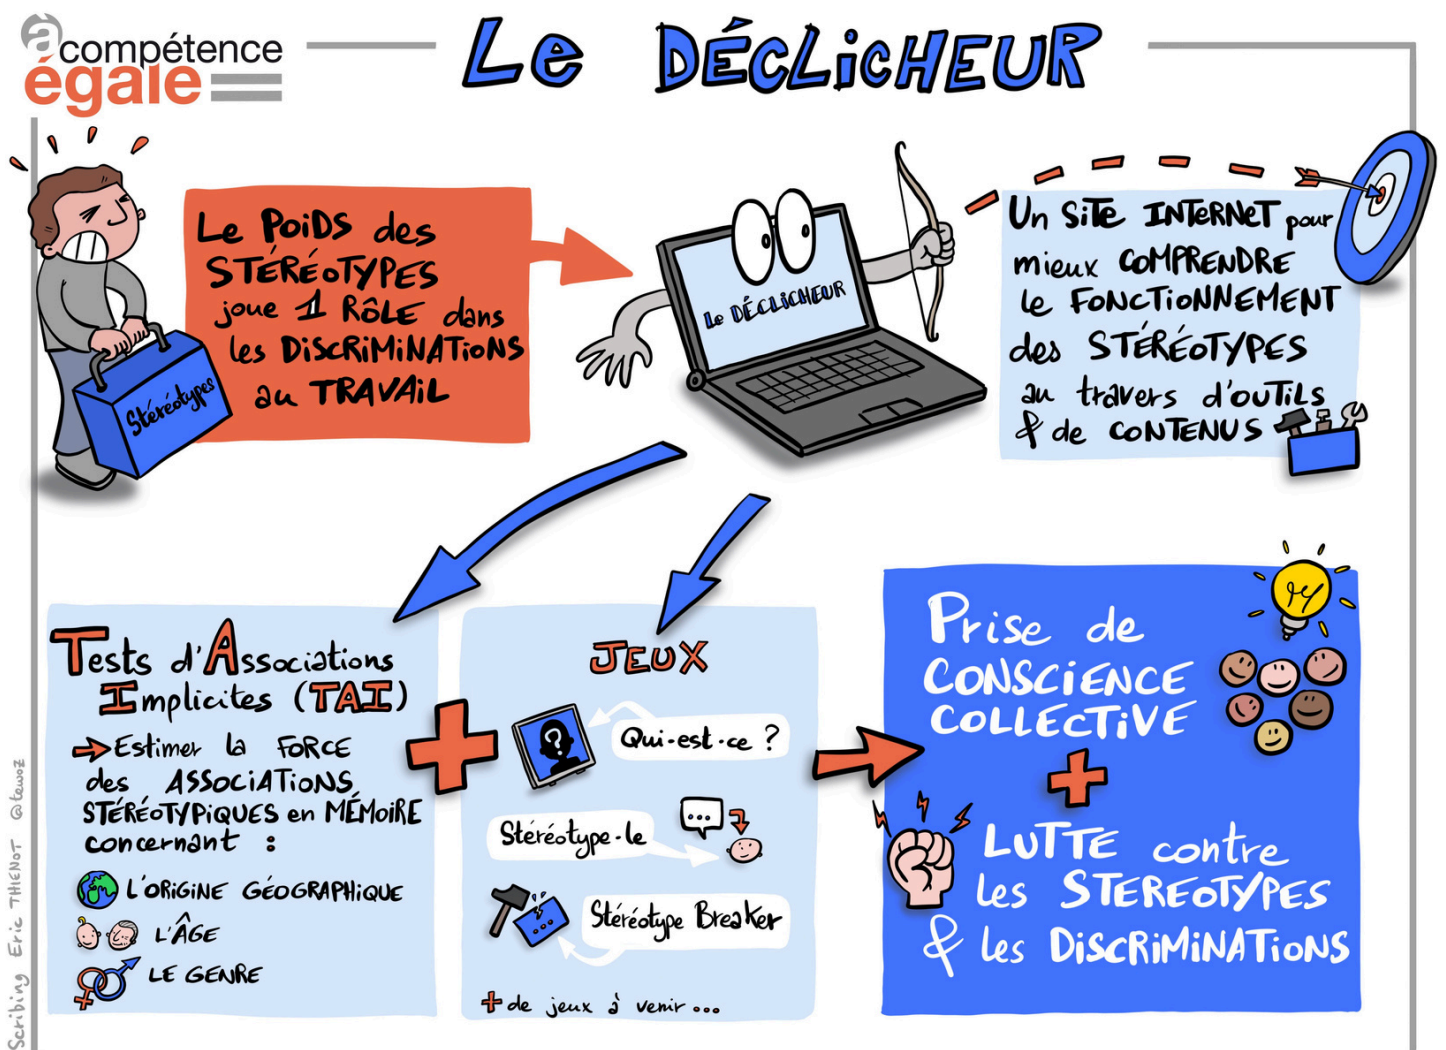 à compétence
égale
Le DÉCLiCHEUR
Le POiDS des
STÉRÉOTYPES
joue 1 RÔLE dans
les DiSCRiMiNATiONS
au TRAVAiL
Stéréotypes
Le DÉCLiCHEUR
Un SiTE INTERNET pour
mieux COMPRENDRE
le FONCTiONNEMENT
des STÉRÉOTYPES
au travers d'OUTiLS
& de CONTENUS
Tests d'Associations
Implicites (TAI)
Estimer la FORCE
des ASSOCiATiONS
STÉRÉOTYPiQUES en MÉMOiRE
concernant :
L'ORiGiNE GÉOGRAPHiQUE
L'ÂGE
LE GENRE
+
JEUX
?
Qui-est-ce ?
Stéréotype-le
...
Stéréotype Breaker
...
+ de jeux à venir ...
Prise de
CONSCiENCE
COLLECTiVE
+
LUTTE contre
les STEREOTYPES
& les DiSCRiMiNATiONS
Scribing Eric THIENOT @tewoz